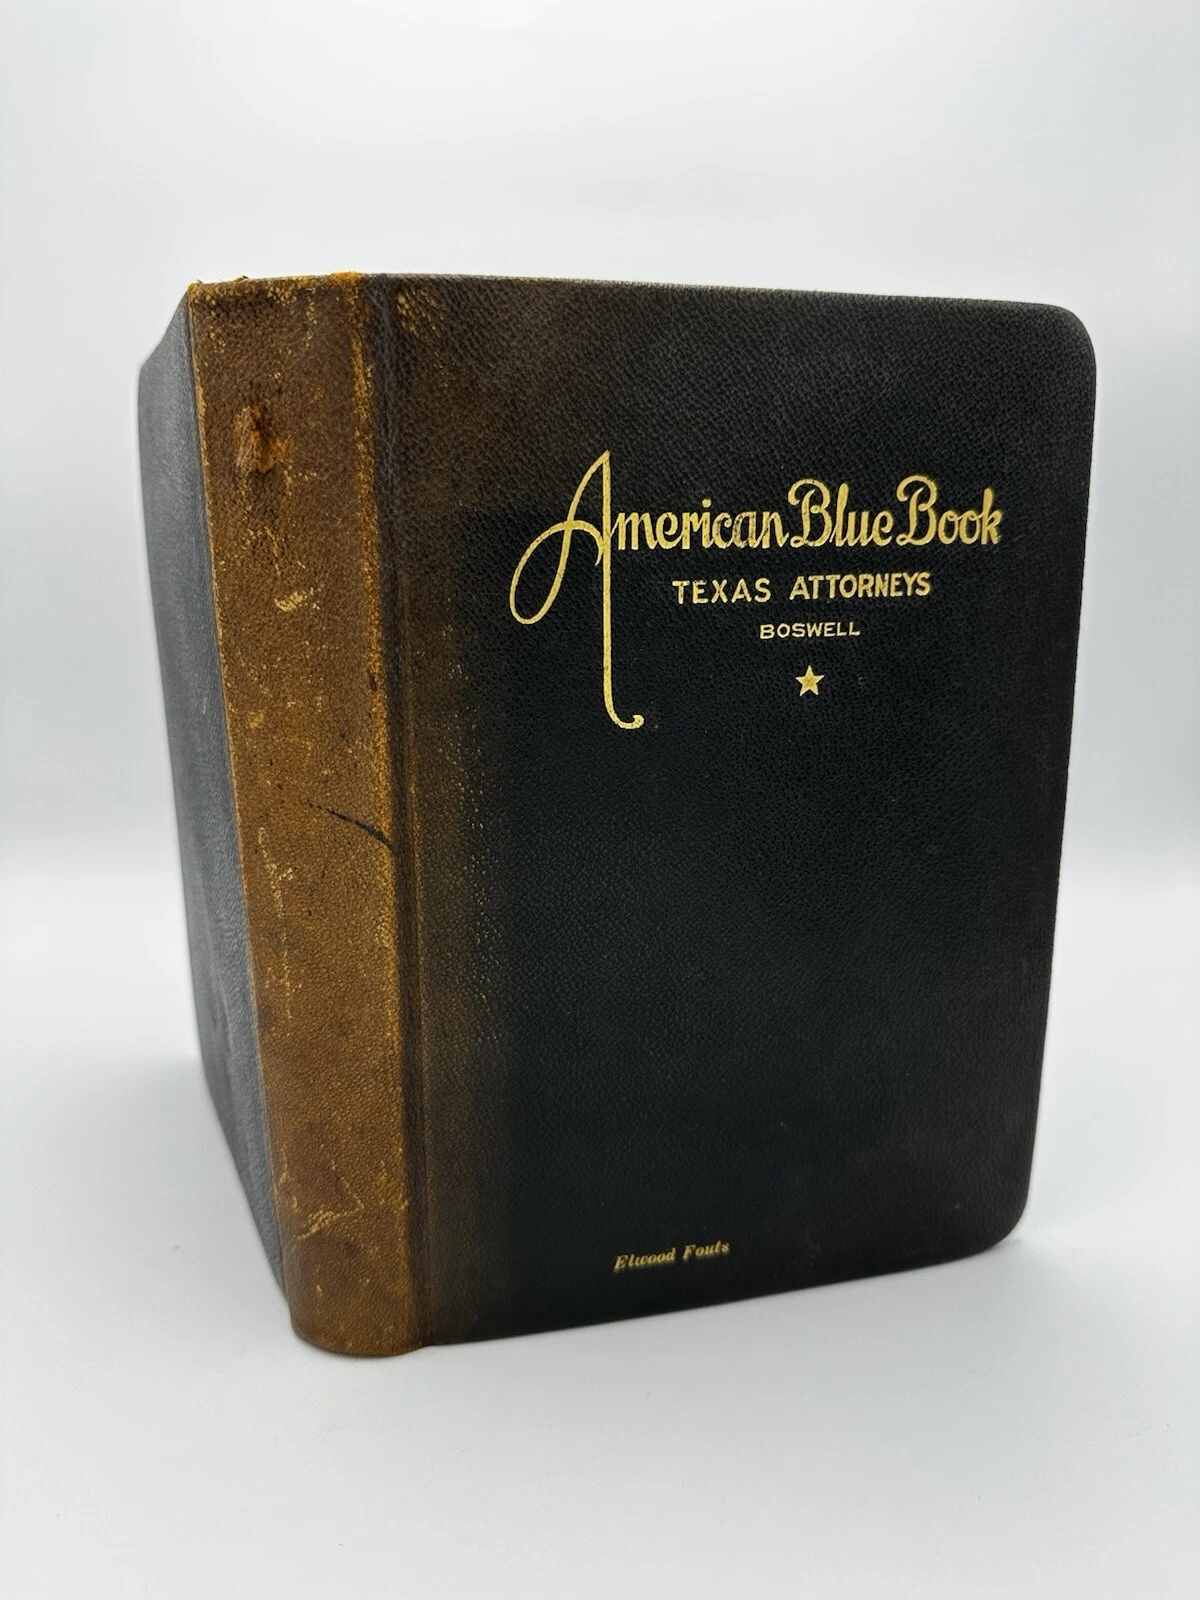 American Blue Book
TEXAS ATTORNEYS
BOSWELL
Elwood Fouts